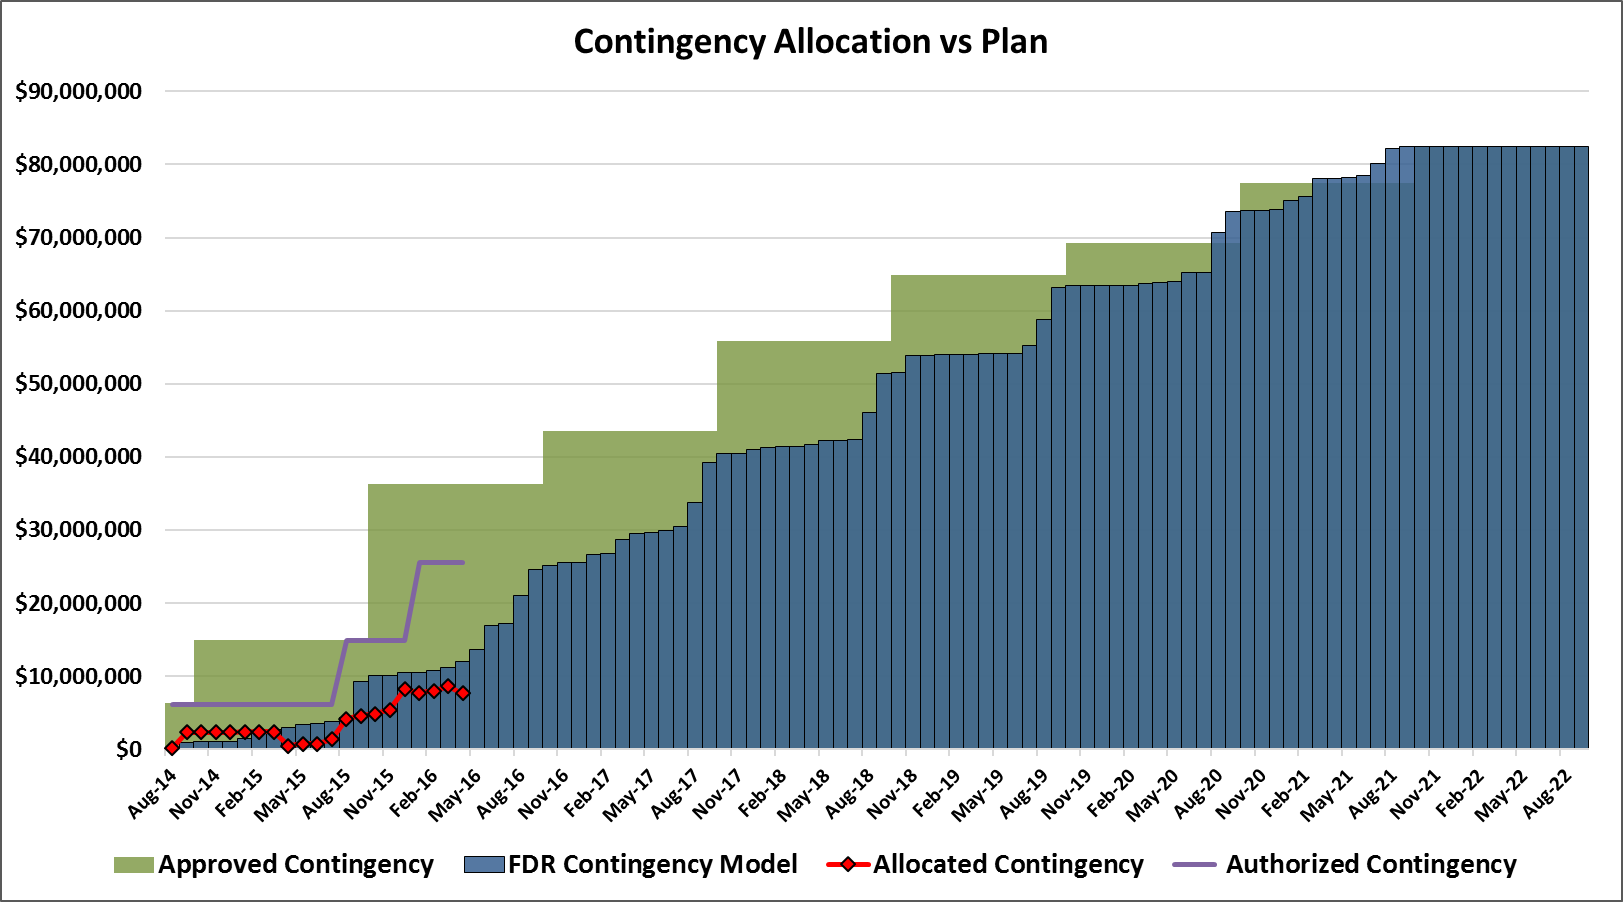 Contingency Allocation vs Plan
$90,000,000
$80,000,000
$70,000,000
$60,000,000
$50,000,000
$40,000,000
$30,000,000
$20,000,000
$10,000,000
$0
Aug-14
Nov-14
Feb-15
May-15
Aug-15
Nov-15
Feb-16
May-16
Aug-16
Nov-16
Feb-17
May-17
Aug-17
Nov-17
Feb-18
May-18
Aug-18
Nov-18
Feb-19
May-19
Aug-19
Nov-19
Feb-20
May-20
Aug-20
Nov-20
Feb-21
May-21
Aug-21
Nov-21
Feb-22
May-22
Aug-22
Approved Contingency
FDR Contingency Model
Allocated Contingency
Authorized Contingency